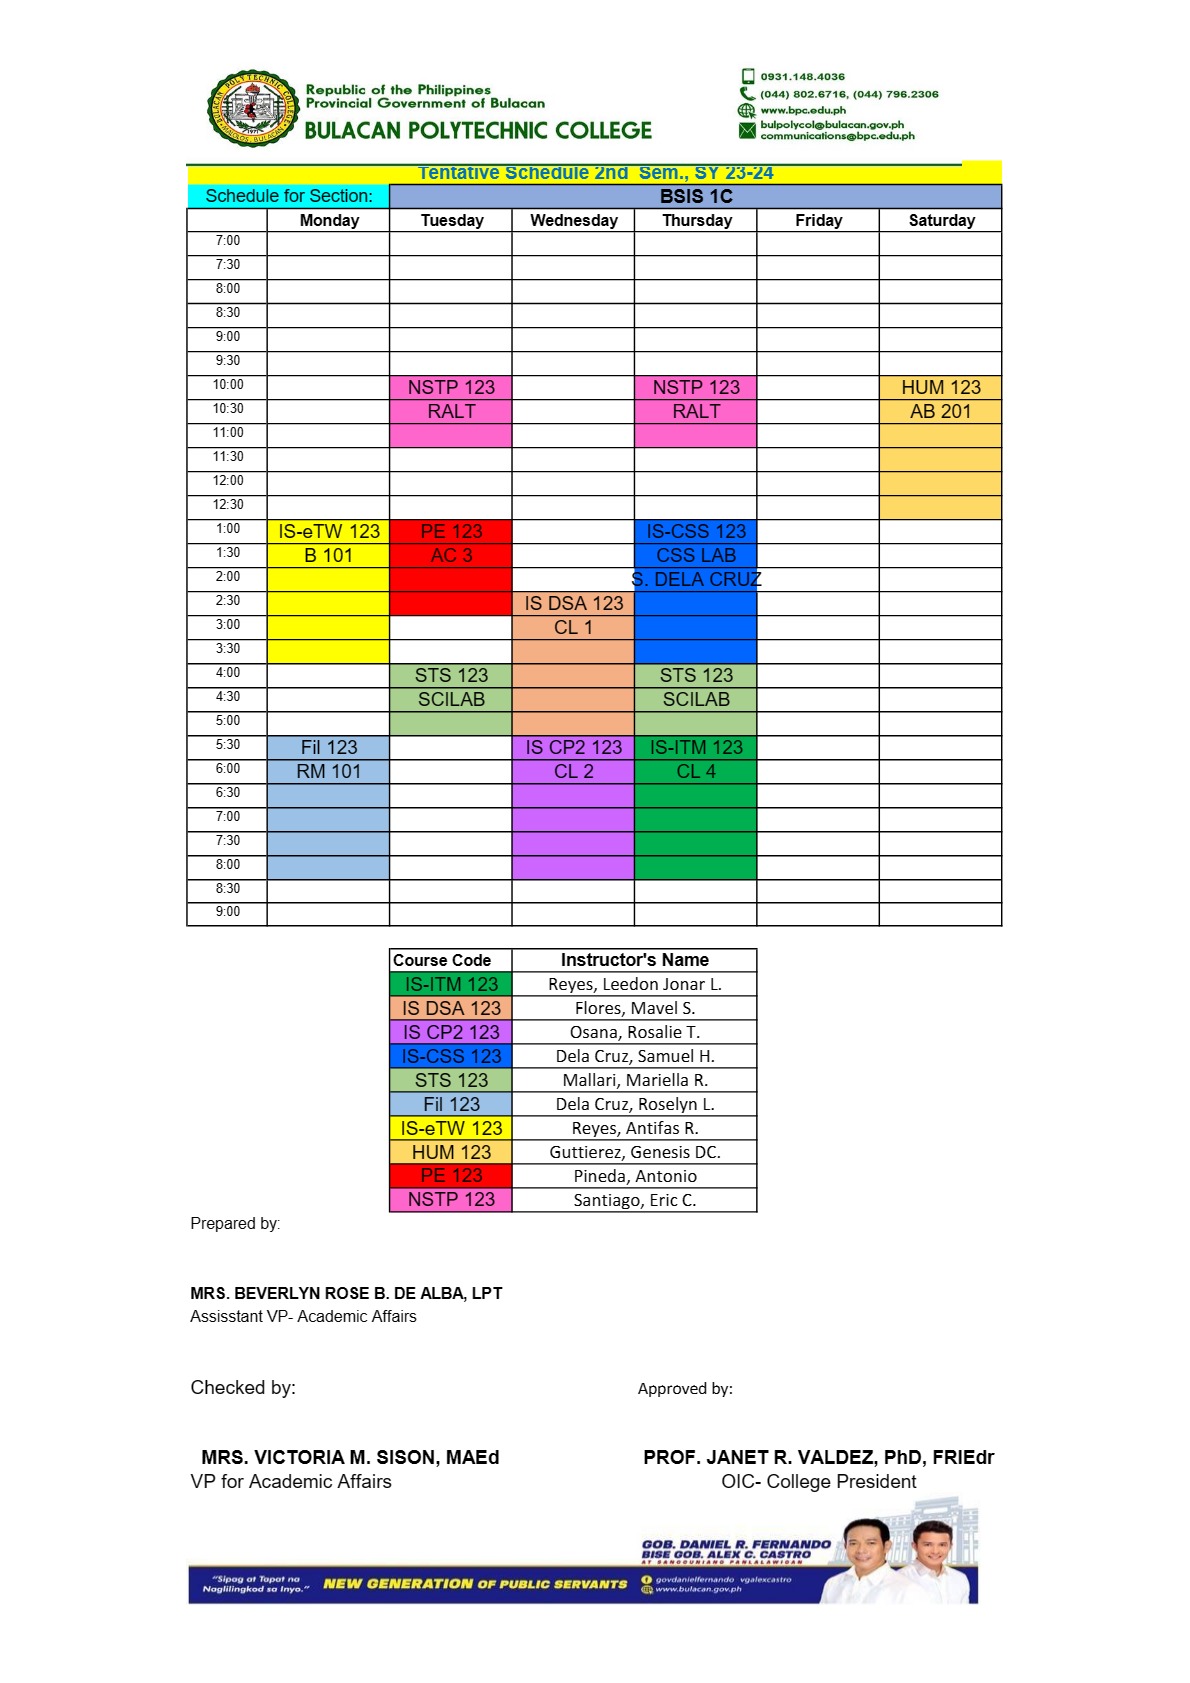 BULACAN POLYTECHNIC COLLEGE
MALOLOS, BULACAN
1971
Republic of the Philippines
Provincial Government of Bulacan
BULACAN POLYTECHNIC COLLEGE
0931.148.4036
(044) 802.6716, (044) 796.2306
www.bpc.edu.ph
bulpolycol@bulacan.gov.ph
communications@bpc.edu.ph
Tentative Schedule 2nd Sem., SY 23-24
Schedule for Section: BSIS 1C
Monday Tuesday Wednesday Thursday Friday Saturday
7:00
7:30
8:00
8:30
9:00
9:30
10:00 NSTP 123 NSTP 123 HUM 123
10:30 RALT RALT AB 201
11:00
11:30
12:00
12:30
1:00 IS-eTW 123 PE 123 IS-CSS 123
1:30 B 101 AC 3 CSS LAB
2:00 S. DELA CRUZ
2:30 IS DSA 123
3:00 CL 1
3:30
4:00 STS 123 STS 123
4:30 SCILAB SCILAB
5:00
5:30 Fil 123 IS CP2 123 IS-ITM 123
6:00 RM 101 CL 2 CL 4
6:30
7:00
7:30
8:00
8:30
9:00
Course Code Instructor's Name
IS-ITM 123 Reyes, Leedon Jonar L.
IS DSA 123 Flores, Mavel S.
IS CP2 123 Osana, Rosalie T.
IS-CSS 123 Dela Cruz, Samuel H.
STS 123 Mallari, Mariella R.
Fil 123 Dela Cruz, Roselyn L.
IS-eTW 123 Reyes, Antifas R.
HUM 123 Guttierez, Genesis DC.
PE 123 Pineda, Antonio
NSTP 123 Santiago, Eric C.
Prepared by:
MRS. BEVERLYN ROSE B. DE ALBA, LPT
Assisstant VP- Academic Affairs
Checked by: Approved by:
MRS. VICTORIA M. SISON, MAEd PROF. JANET R. VALDEZ, PhD, FRIEdr
VP for Academic Affairs OIC- College President
GOB. DANIEL R. FERNANDO
BISE GOB. ALEX C. CASTRO
AT SANGGUNIANG PANLALAWIGAN
"Sipag at Tapat na
Naglilingkod sa Inyo."
NEW GENERATION OF PUBLIC SERVANTS
govdanielfernando vgalexcastro
www.bulacan.gov.ph